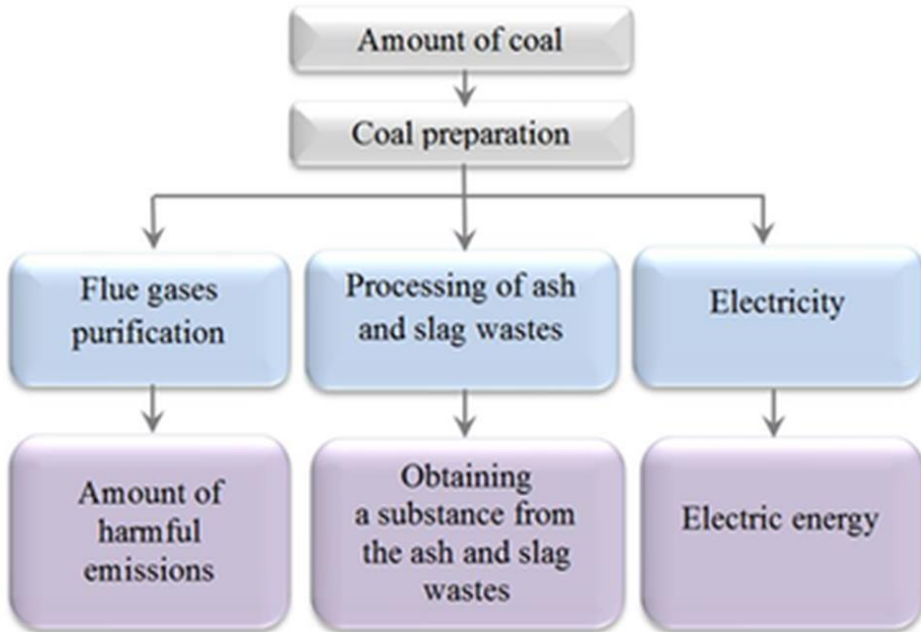 Amount of coal
Coal preparation
Flue gases
purification
Processing of ash
and slag wastes
Electricity
Amount of
harmful
emissions
Obtaining
a substance from
the ash and slag
wastes
Electric energy